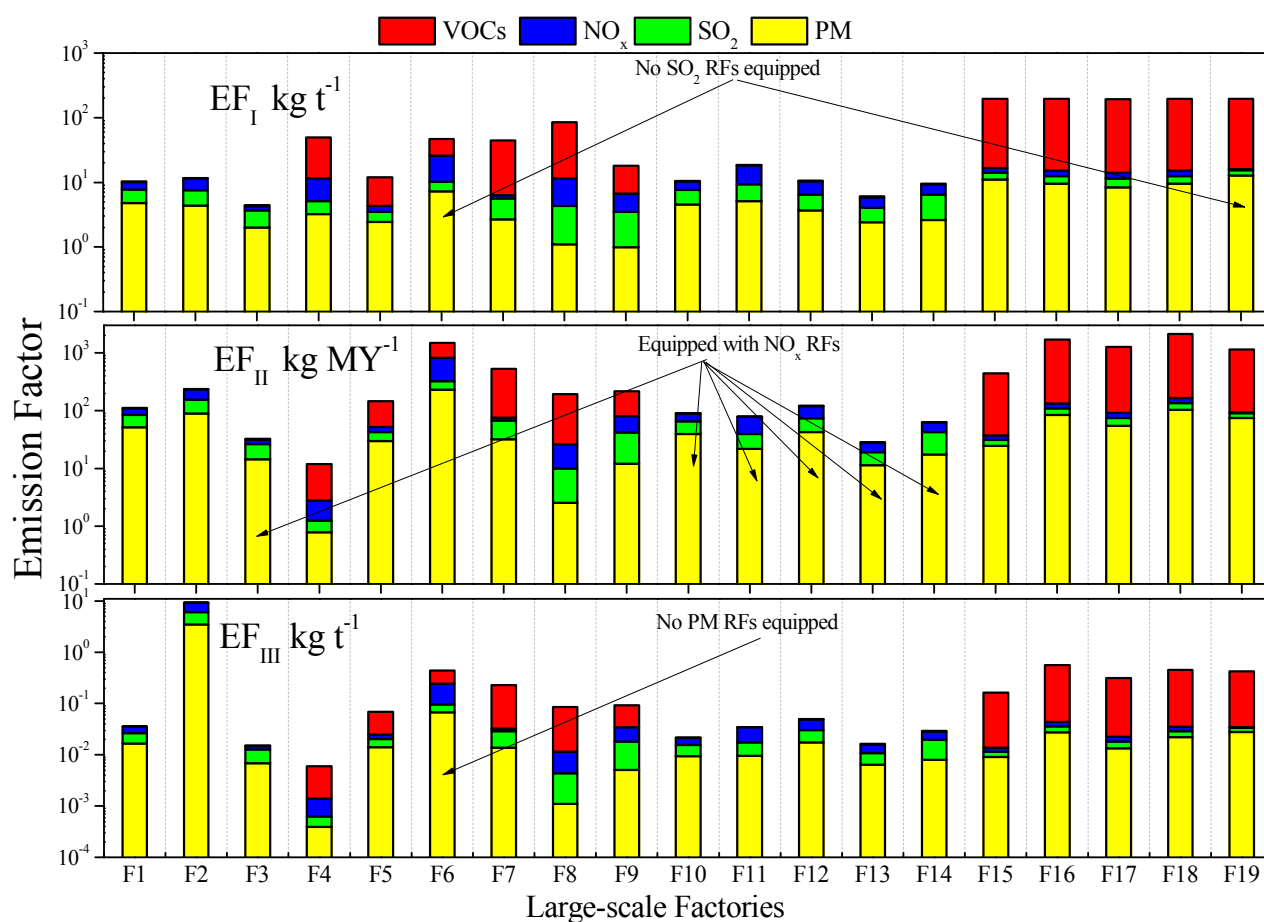 VOCs NOₓ SO₂ PM
10³
No SO₂ RFs equipped
EF_I kg t⁻¹
10²
10¹
10⁰
10⁻¹
Equipped with NOₓ RFs
EF_II kg MY⁻¹
10³
10²
10¹
10⁰
10⁻¹
Emission Factor
10¹
No PM RFs equipped
EF_III kg t⁻¹
10⁰
10⁻¹
10⁻²
10⁻³
10⁻⁴
F1 F2 F3 F4 F5 F6 F7 F8 F9 F10 F11 F12 F13 F14 F15 F16 F17 F18 F19
Large-scale Factories